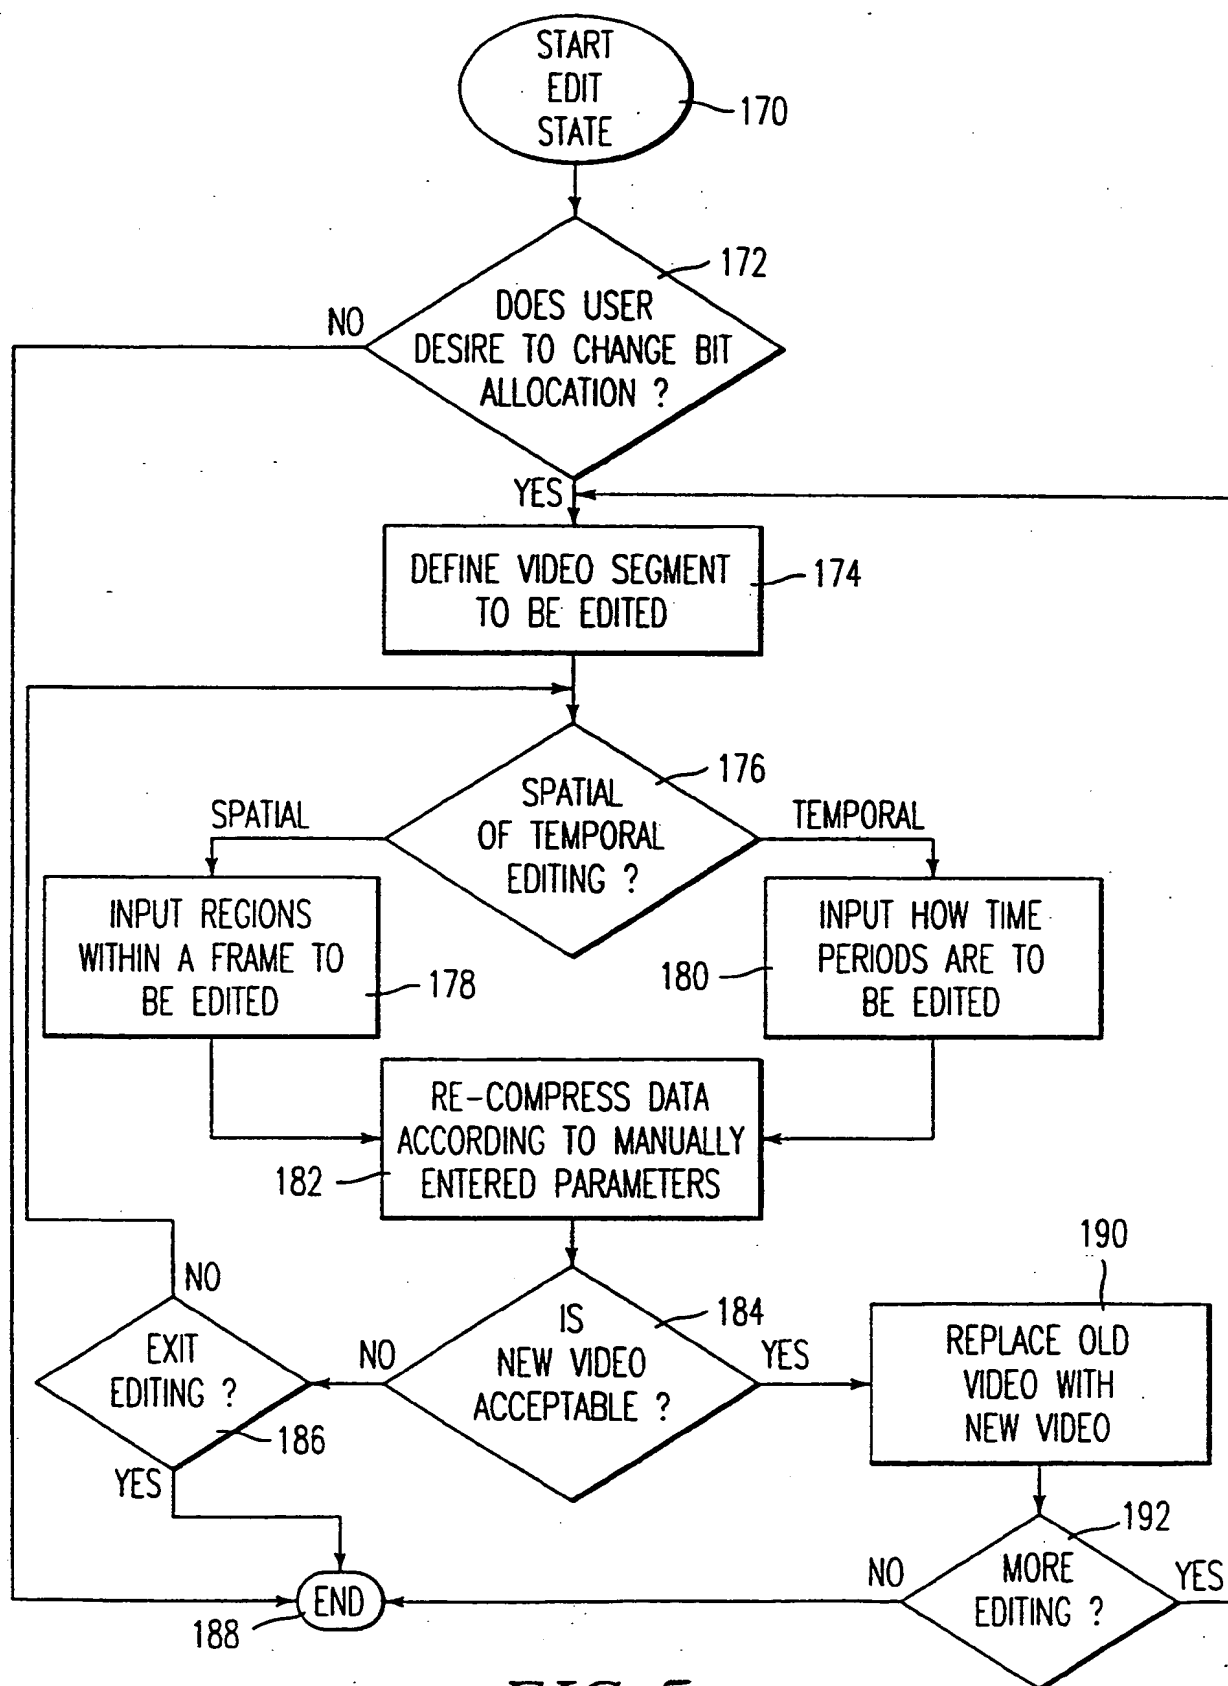 START
EDIT
STATE
170
172
DOES USER
DESIRE TO CHANGE BIT
ALLOCATION ?
NO
YES
DEFINE VIDEO SEGMENT
TO BE EDITED
174
176
SPATIAL
OF TEMPORAL
EDITING ?
SPATIAL
TEMPORAL
INPUT REGIONS
WITHIN A FRAME TO
BE EDITED
178
INPUT HOW TIME
PERIODS ARE TO
BE EDITED
180
RE-COMPRESS DATA
ACCORDING TO MANUALLY
ENTERED PARAMETERS
182
IS
NEW VIDEO
ACCEPTABLE ?
184
NO
YES
EXIT
EDITING ?
186
NO
YES
190
REPLACE OLD
VIDEO WITH
NEW VIDEO
192
MORE
EDITING ?
NO
YES
END
188